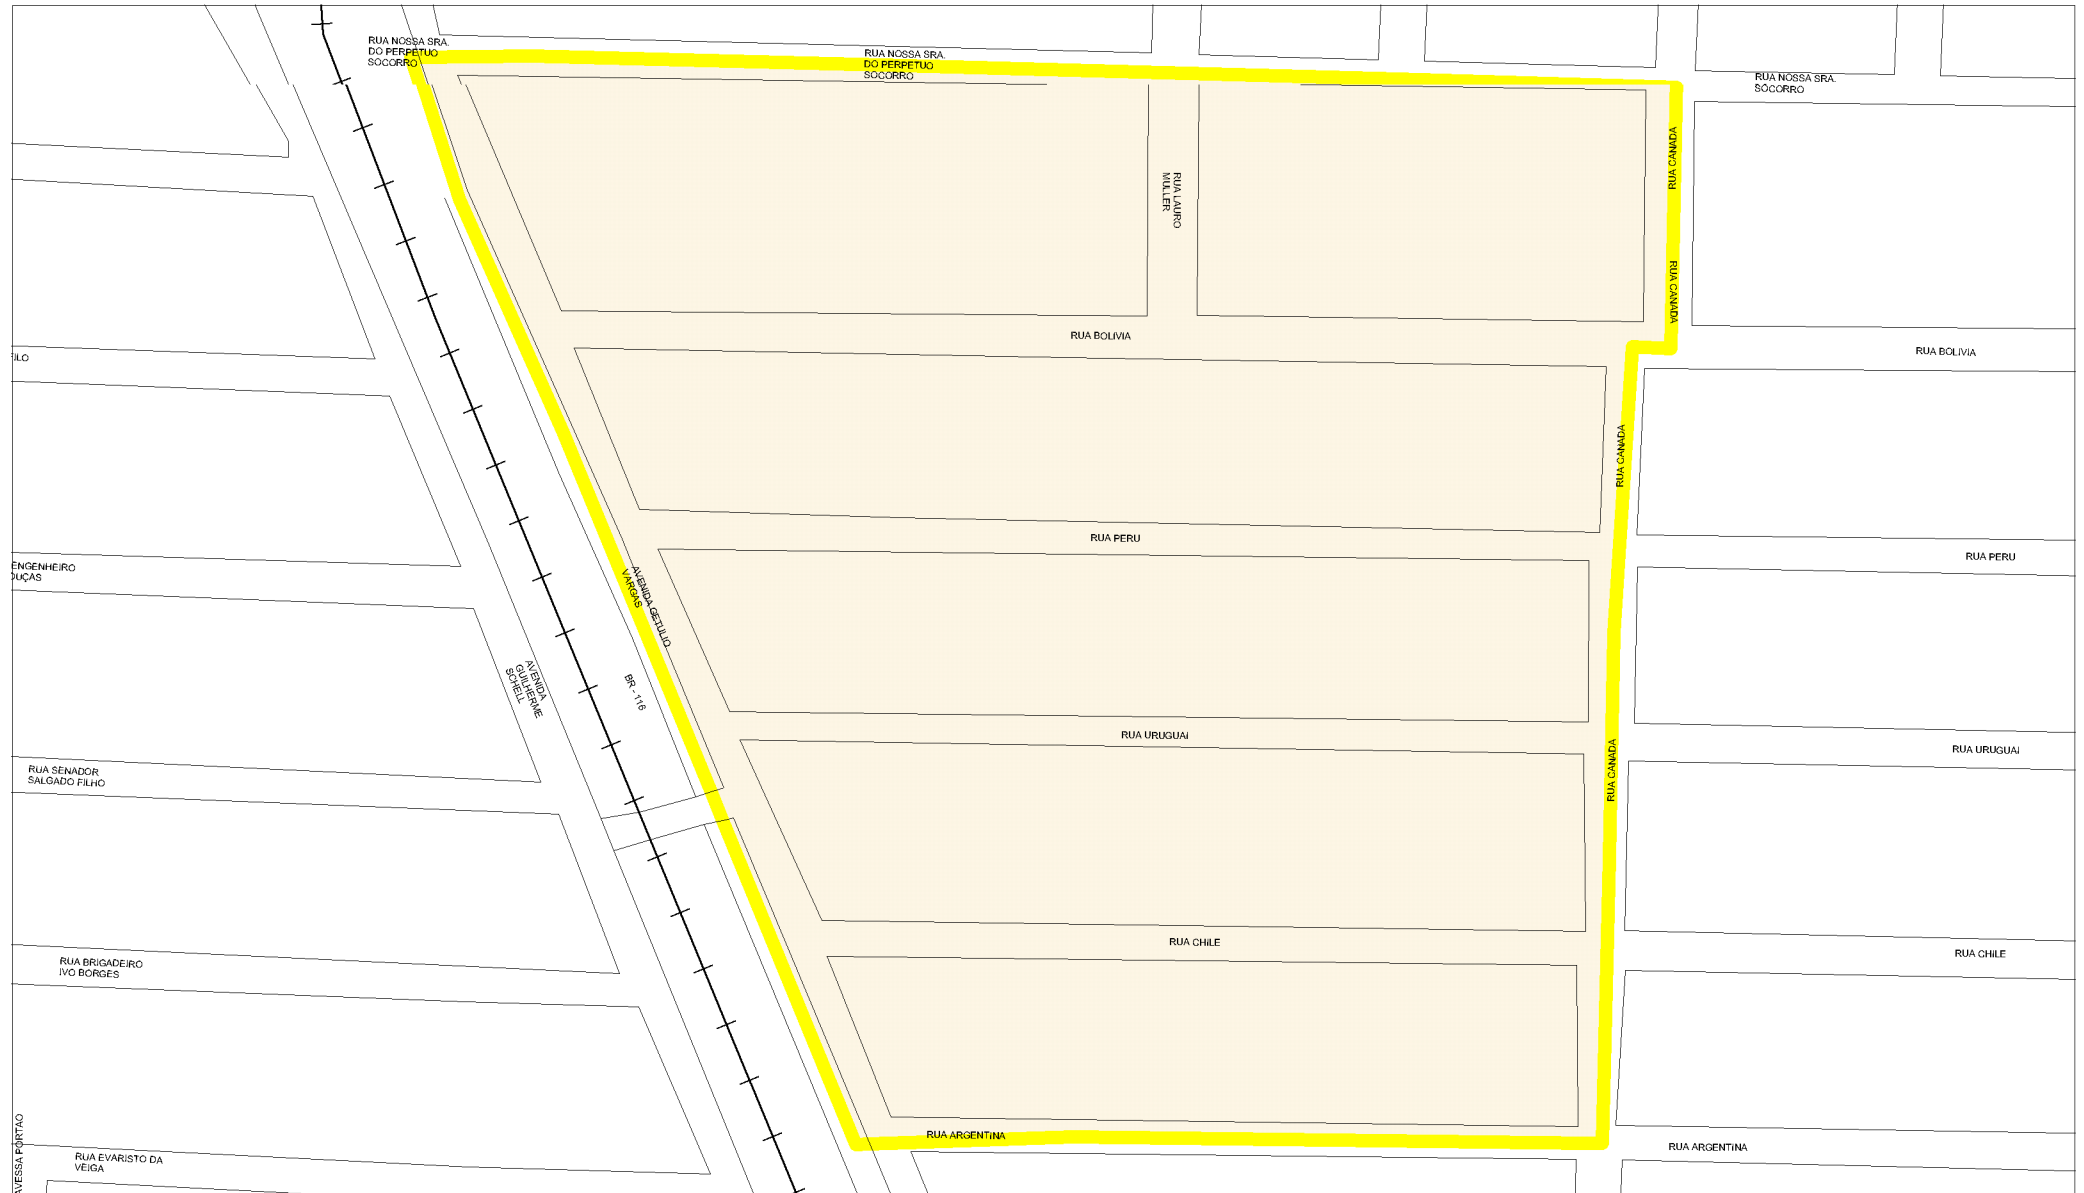 RUA NOSSA SRA.
DO PERPETUO
SOCORRO
RUA NOSSA SRA.
DO PERPETUO
SOCORRO
RUA NOSSA SRA.
SOCORRO
RUA CANADA
RUA LAURO
MULLER
RUA CANADA
RUA BOLIVIA
RUA BOLIVIA
RUA CANADA
RUA PERU
RUA PERU
ENGENHEIRO
AVENIDA GETULIO
VARGAS
AVENIDA
GUILHERME
SCHELL
BR - 116
RUA URUGUAI
RUA URUGUAI
RUA CANADA
RUA SENADOR
SALGADO FILHO
RUA CHILE
RUA CHILE
RUA BRIGADEIRO
IVO BORGES
RUA ARGENTINA
RUA ARGENTINA
AVESSA PORTAO
RUA EVARISTO DA
VEIGA